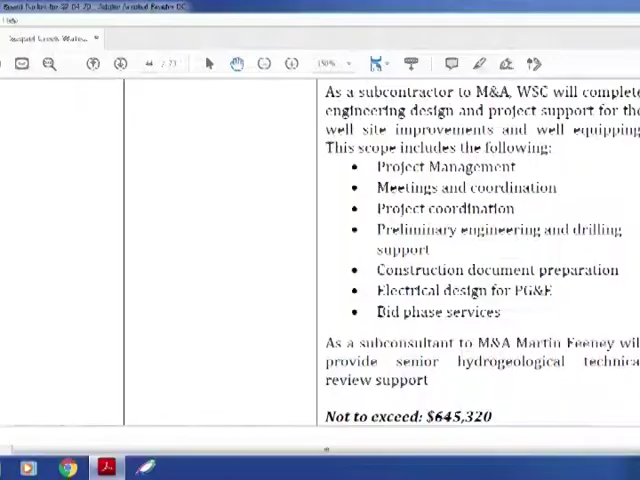 Help
150%
As a subcontractor to M&A, WSC will complete
engineering design and project support for the
well site improvements and well equipping
This scope includes the following:
• Project Management
• Meetings and coordination
• Project coordination
• Preliminary engineering and drilling
support
• Construction document preparation
• Electrical design for PG&E
• Bid phase services
As a subconsultant to M&A Martin Feeney will
provide senior hydrogeological technica
review support
Not to exceed: $645,320